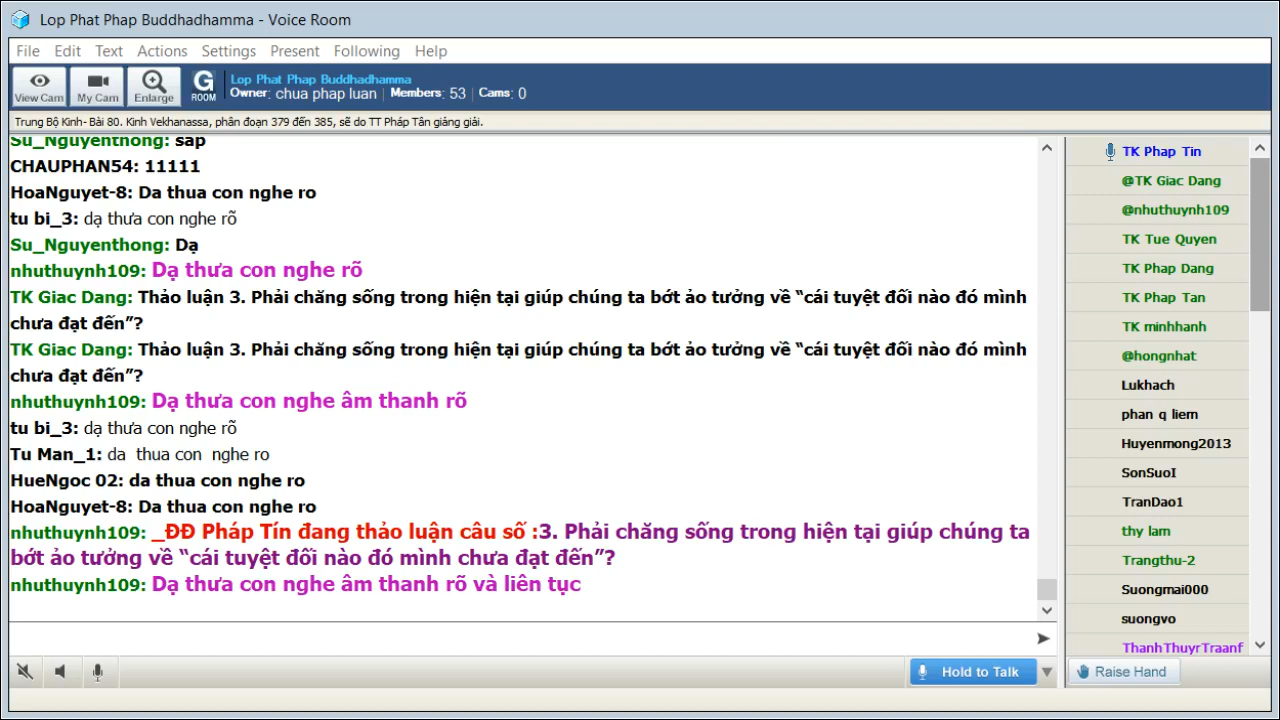 Lop Phat Phap Buddhadhamma - Voice Room
File Edit Text Actions Settings Present Following Help
View Cam My Cam Enlarge G ROOM
Lop Phat Phap Buddhadhamma
Owner: chua phap luan | Members: 53 | Cams: 0
Trung Bộ Kinh- Bài 80. Kinh Vekhanassa, phân đoạn 379 đến 385, sẽ do TT Pháp Tân giảng giải.
Su_Nguyenthong: sap
CHAUPHAN54: 11111
HoaNguyet-8: Da thua con nghe ro
tu bi_3: dạ thưa con nghe rõ
Su_Nguyenthong: Dạ
nhuthuynh109: Dạ thưa con nghe rõ
TK Giac Dang: Thảo luận 3. Phải chăng sống trong hiện tại giúp chúng ta bớt ảo tưởng về “cái tuyệt đối nào đó mình
chưa đạt đến”?
TK Giac Dang: Thảo luận 3. Phải chăng sống trong hiện tại giúp chúng ta bớt ảo tưởng về “cái tuyệt đối nào đó mình
chưa đạt đến”?
nhuthuynh109: Dạ thưa con nghe âm thanh rõ
tu bi_3: dạ thưa con nghe rõ
Tu Man_1: da thua con nghe ro
HueNgoc 02: da thua con nghe ro
HoaNguyet-8: Da thua con nghe ro
nhuthuynh109: _ĐĐ Pháp Tín đang thảo luận câu số :3. Phải chăng sống trong hiện tại giúp chúng ta
bớt ảo tưởng về “cái tuyệt đối nào đó mình chưa đạt đến”?
nhuthuynh109: Dạ thưa con nghe âm thanh rõ và liên tục
TK Phap Tin
@TK Giac Dang
@nhuthuynh109
TK Tue Quyen
TK Phap Dang
TK Phap Tan
TK minhhanh
@hongnhat
Lukhach
phan q liem
Huyenmong2013
SonSuoI
TranDao1
thy lam
Trangthu-2
Suongmai000
suongvo
ThanhThuyrTraanf
Hold to Talk
Raise Hand